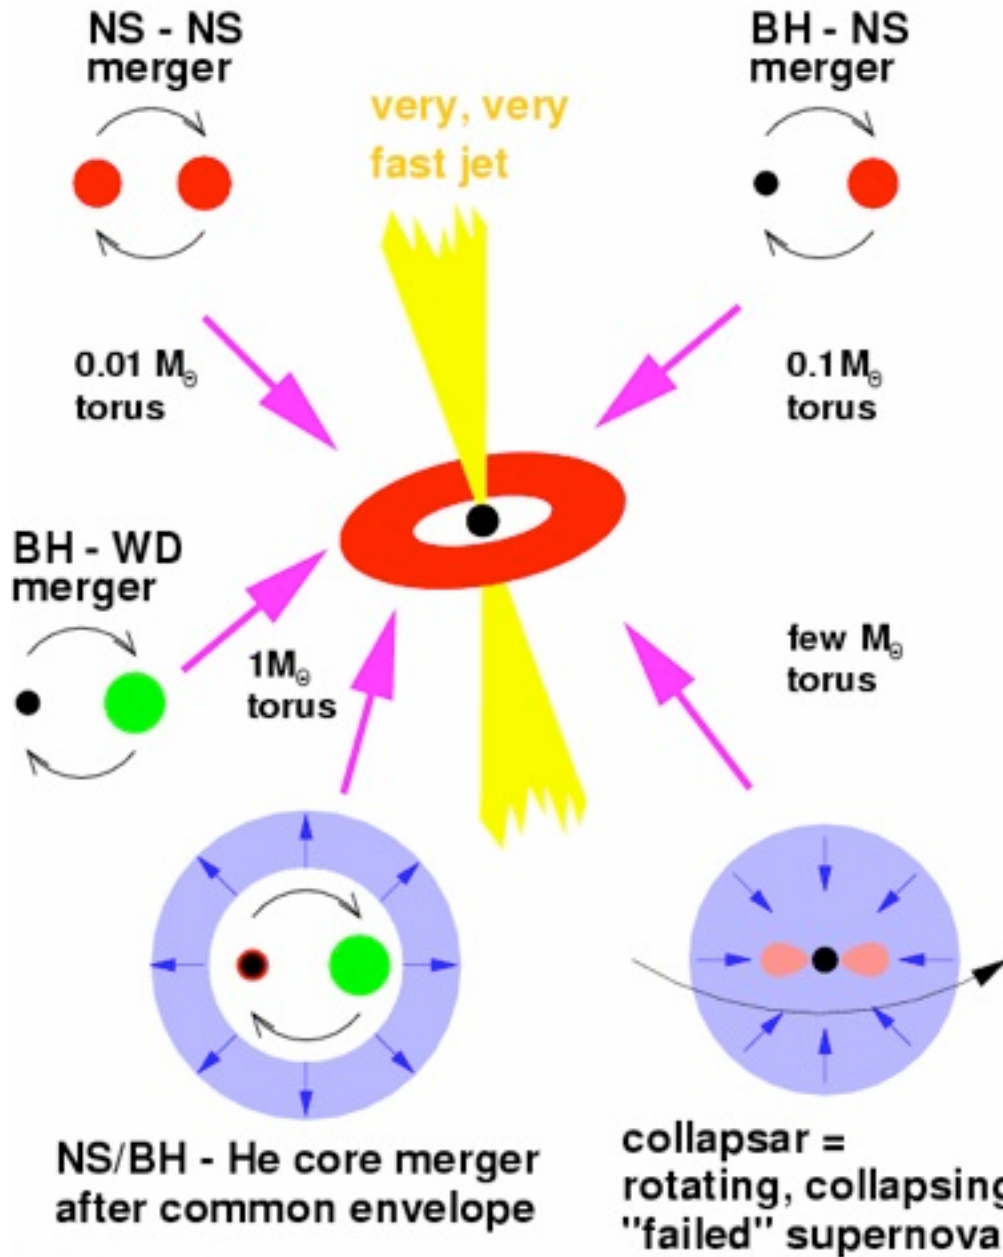 NS - NS
merger
BH - NS
merger
very, very
fast jet
0.01 M☉
torus
0.1M☉
torus
BH - WD
merger
1M☉
torus
few M☉
torus
NS/BH - He core merger
after common envelope
collapsar =
rotating, collapsing
"failed" supernova